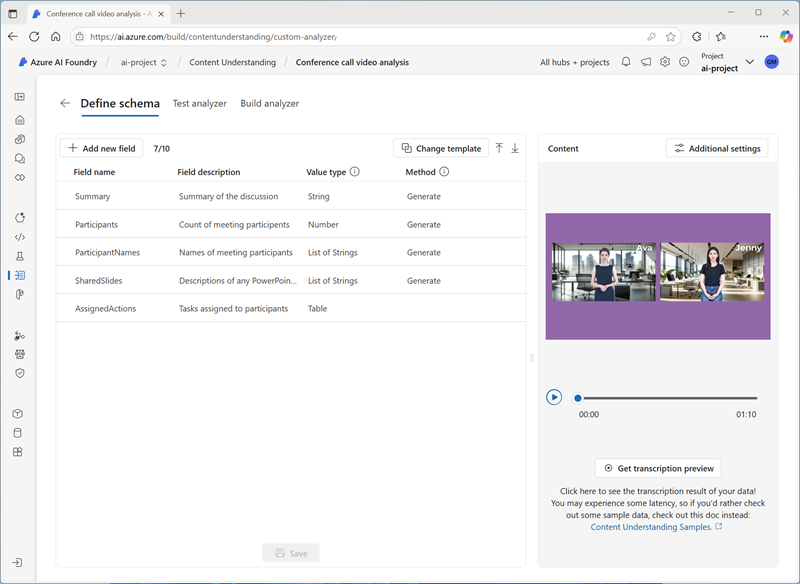 Conference call video analysis - A
https://ai.azure.com/build/contentunderstanding/custom-analyzer/
Azure AI Foundry / ai-project / Content Understanding / Conference call video analysis
All hubs + projects
Project
ai-project
GM
Define schema Test analyzer Build analyzer
Add new field 7/10 Change template
Field name Field description Value type Method
Summary Summary of the discussion String Generate
Participants Count of meeting participents Number Generate
ParticipantNames Names of meeting participants List of Strings Generate
SharedSlides Descriptions of any PowerPoin... List of Strings Generate
AssignedActions Tasks assigned to participants Table
Save
Content Additional settings
Ava Jenny
00:00 01:10
Get transcription preview
Click here to see the transcription result of your data!
You may experience some latency, so if you'd rather check
out some sample data, check out this doc instead:
Content Understanding Samples.